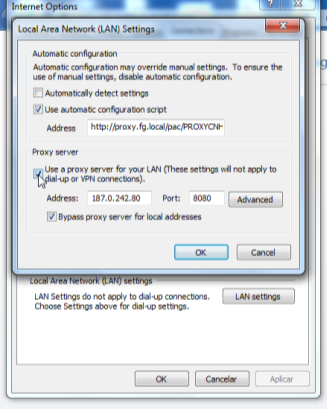 Internet Options
Local Area Network (LAN) Settings
Automatic configuration
Automatic configuration may override manual settings. To ensure the
use of manual settings, disable automatic configuration.
Automatically detect settings
Use automatic configuration script
Address http://proxy.fg.local/pac/PROXYCNH
Proxy server
Use a proxy server for your LAN (These settings will not apply to
dial-up or VPN connections).
Address: 187.0.242.80 Port: 8080 Advanced
Bypass proxy server for local addresses
OK Cancel
Local Area Network (LAN) settings
LAN Settings do not apply to dial-up connections. LAN settings
Choose Settings above for dial-up settings.
OK Cancelar Aplicar